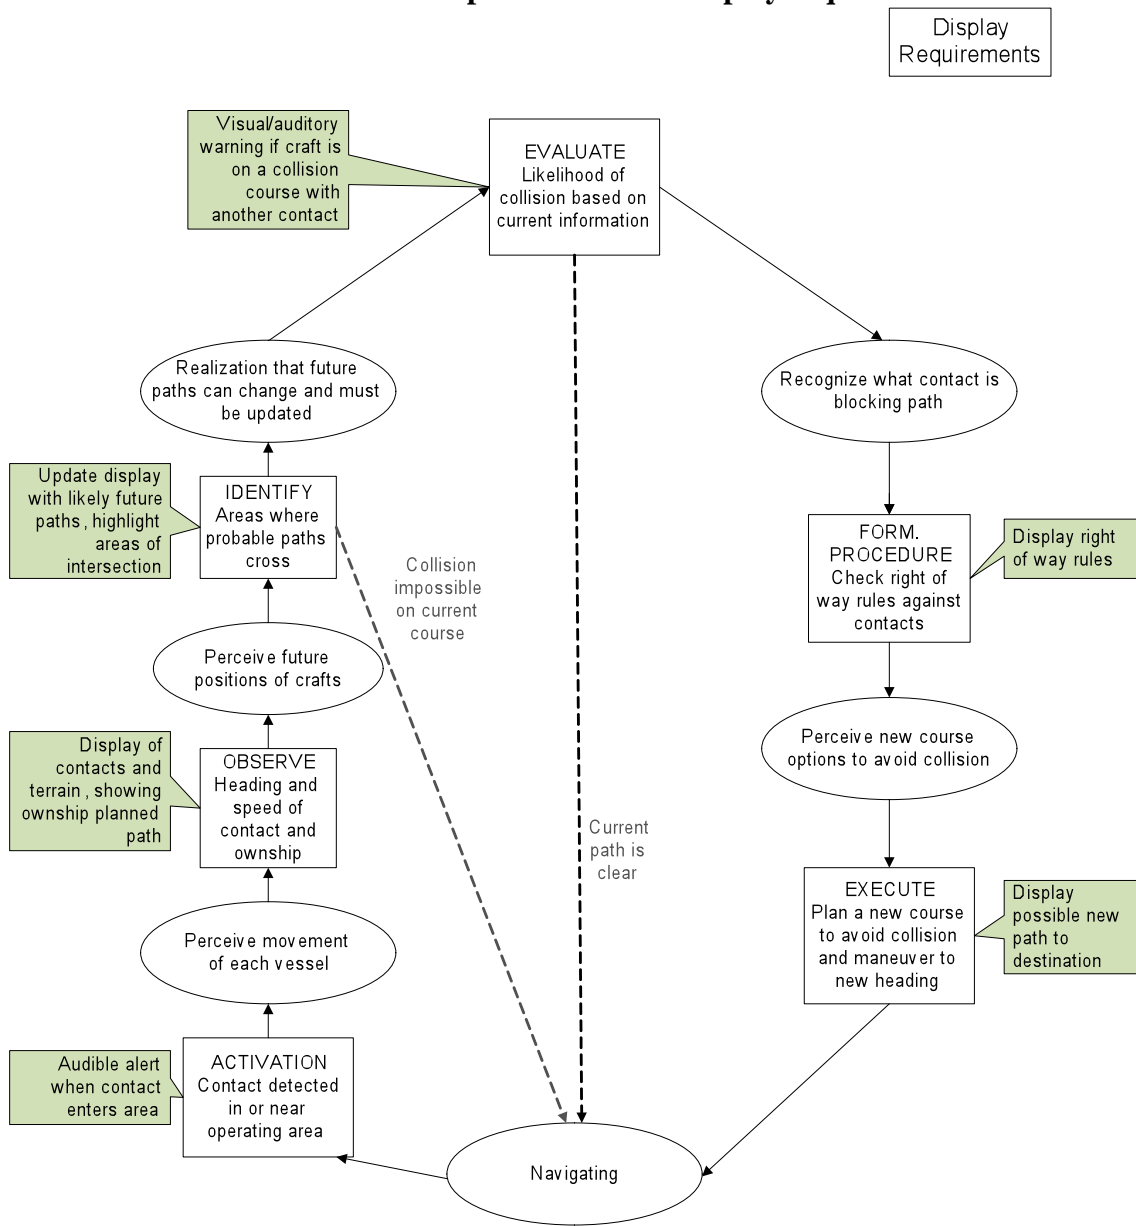 Display
Requirements
Visual/auditory
warning if craft is
on a collision
course with
another contact
EVALUATE
Likelihood of
collision based on
current information
Realization that future
paths can change and must
be updated
Recognize what contact is
blocking path
Update display
with likely future
paths, highlight
areas of
intersection
IDENTIFY
Areas where
probable paths
cross
Collision
impossible
on current
course
FORM.
PROCEDURE
Check right of
way rules against
contacts
Display right
of way rules
Perceive future
positions of crafts
Perceive new course
options to avoid collision
Display of
contacts and
terrain, showing
ownship planned
path
OBSERVE
Heading and
speed of
contact and
ownship
Current
path is
clear
EXECUTE
Plan a new course
to avoid collision
and maneuver to
new heading
Display
possible new
path to
destination
Perceive movement
of each vessel
Audible alert
when contact
enters area
ACTIVATION
Contact detected
in or near
operating area
Navigating